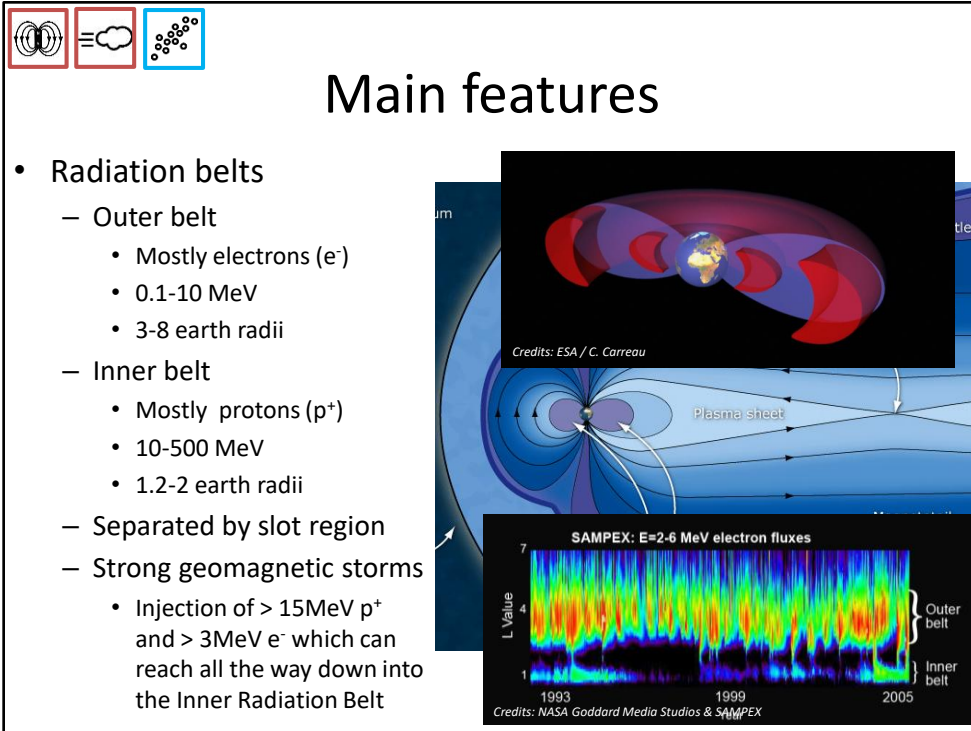 Main features
• Radiation belts
– Outer belt
• Mostly electrons (e-)
• 0.1-10 MeV
• 3-8 earth radii
– Inner belt
• Mostly protons (p+)
• 10-500 MeV
• 1.2-2 earth radii
– Separated by slot region
– Strong geomagnetic storms
• Injection of > 15MeV p+
and > 3MeV e- which can
reach all the way down into
the Inner Radiation Belt
Credits: ESA / C. Carreau
Plasma sheet
SAMPEX: E=2-6 MeV electron fluxes
L Value
7
4
1
Outer
belt
Inner
belt
1993
1999
2005
Year
Credits: NASA Goddard Media Studios & SAMPEX